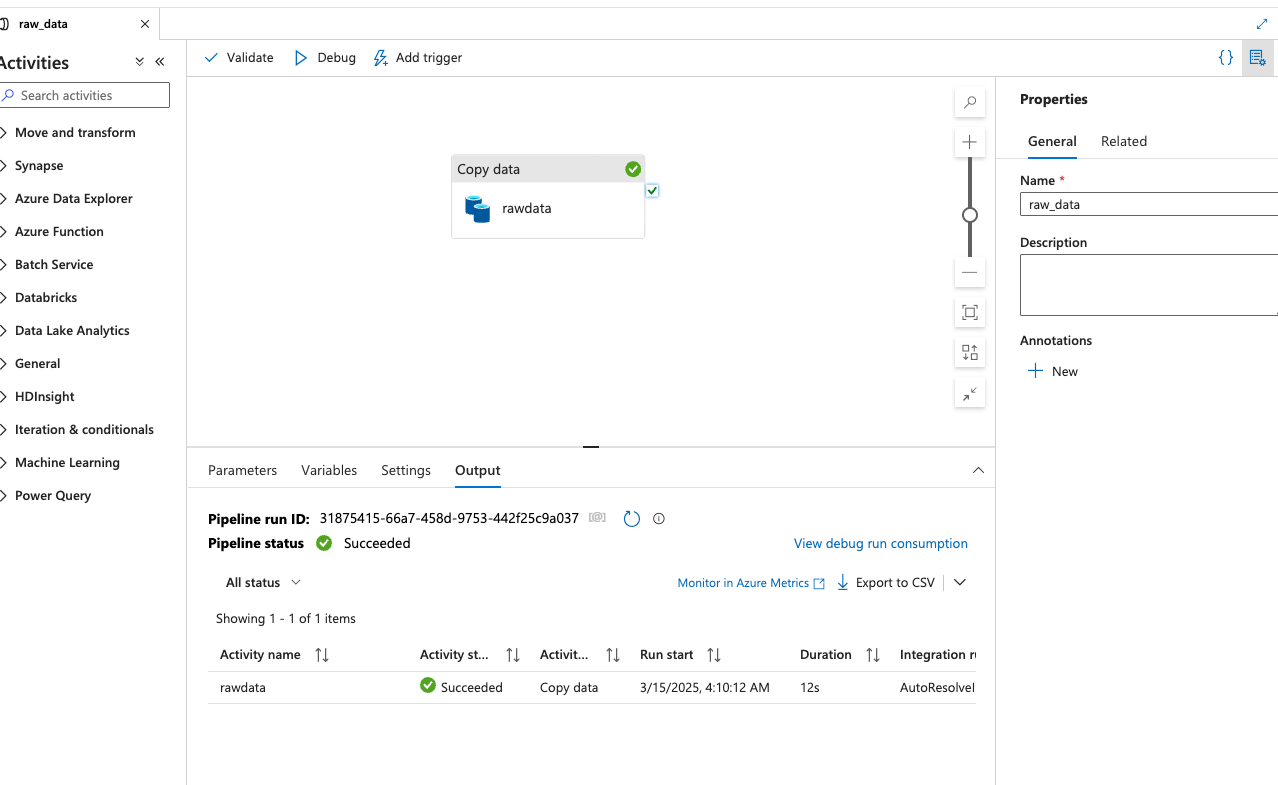 raw_data
Activities
Validate Debug Add trigger
{}
Search activities
Move and transform
Synapse
Azure Data Explorer
Azure Function
Batch Service
Databricks
Data Lake Analytics
General
HDInsight
Iteration & conditionals
Machine Learning
Power Query
Copy data
rawdata
Properties
General Related
Name *
raw_data
Description
Annotations
New
Parameters Variables Settings Output
Pipeline run ID: 31875415-66a7-458d-9753-442f25c9a037 [@]
Pipeline status Succeeded
View debug run consumption
All status
Monitor in Azure Metrics Export to CSV
Showing 1 - 1 of 1 items
Activity name Activity st... Activit... Run start Duration Integration ru
rawdata Succeeded Copy data 3/15/2025, 4:10:12 AM 12s AutoResolveI